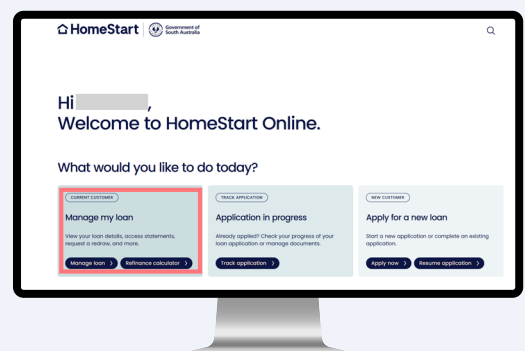 HomeStart
Government of
South Australia
Hi ,
Welcome to HomeStart Online.
What would you like to do today?
CURRENT CUSTOMER
Manage my loan
View your loan details, access statements,
request a redraw, and more.
Manage loan >
Refinance calculator >
TRACK APPLICATION
Application in progress
Already applied? Check your progress of your
loan application or manage documents.
Track application >
NEW CUSTOMER
Apply for a new loan
Start a new application or complete an existing
application.
Apply now >
Resume application >